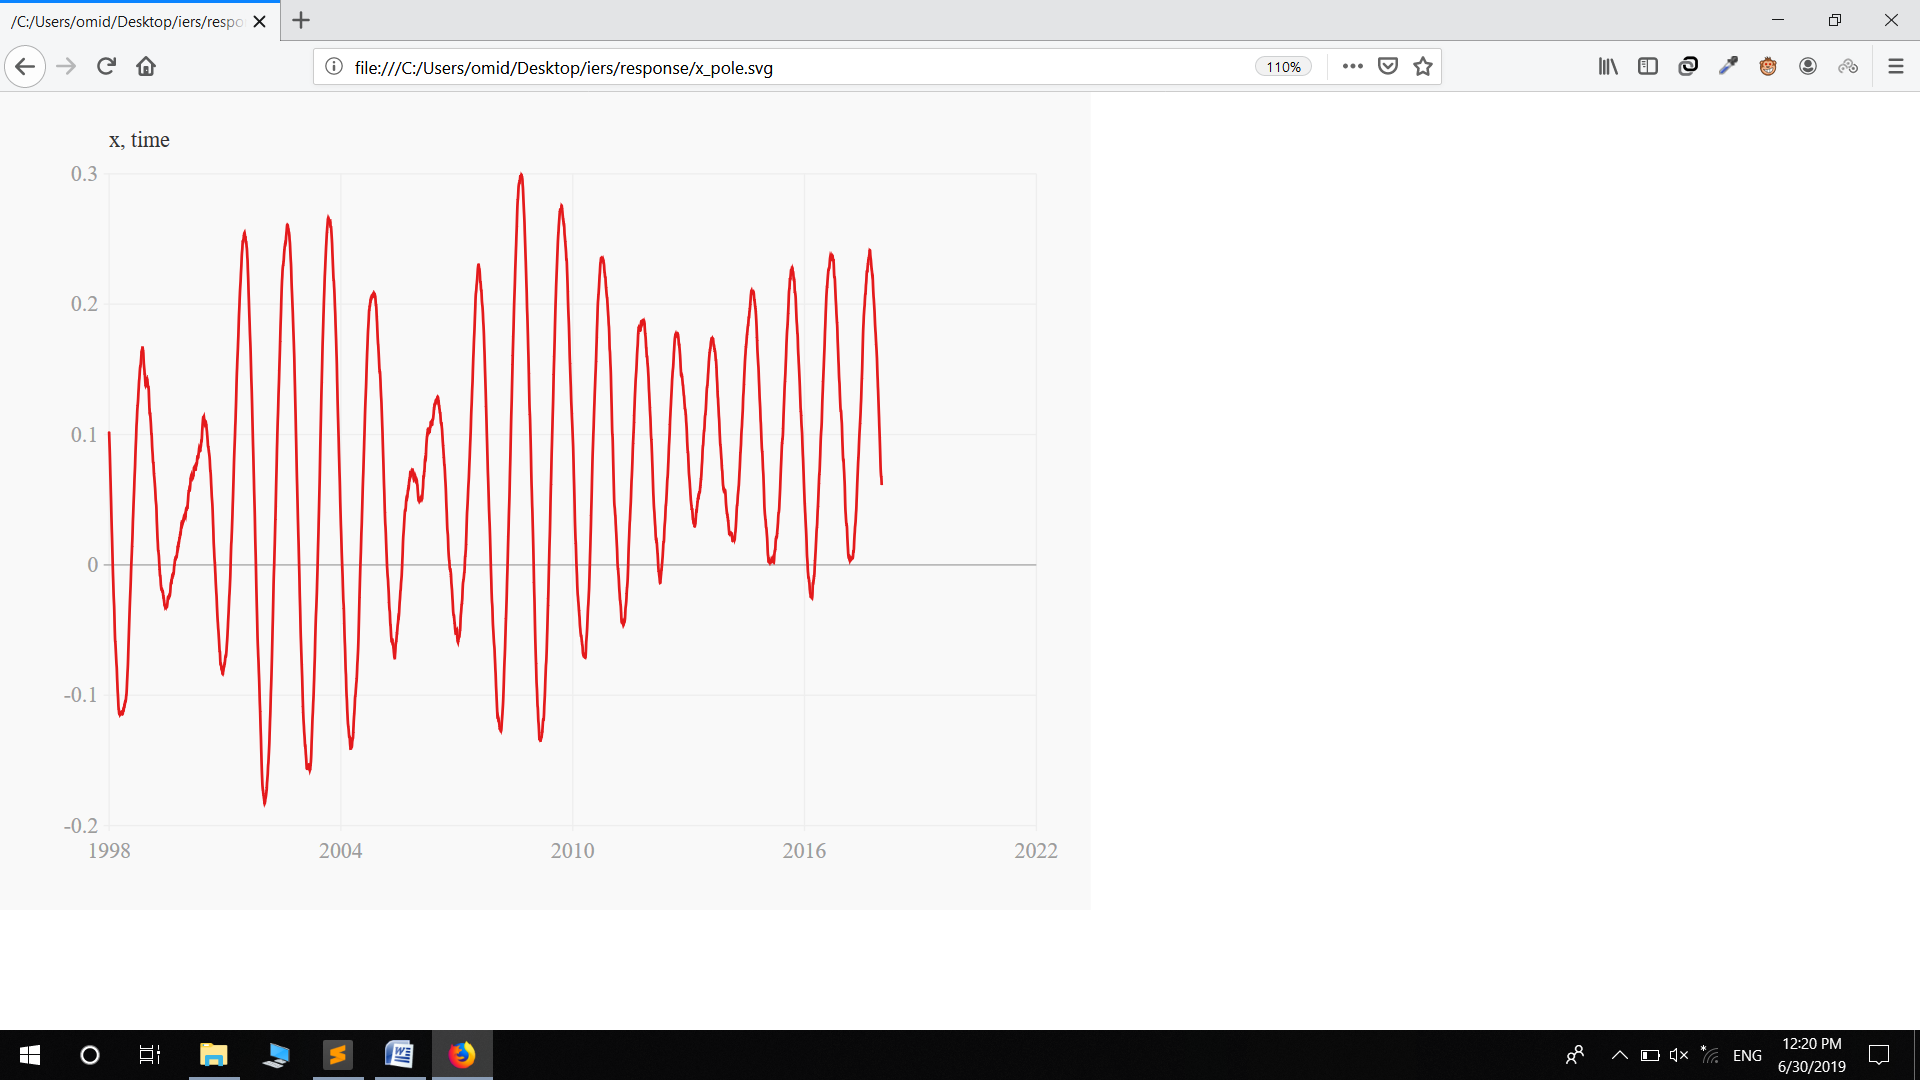 /C:/Users/omid/Desktop/iers/respo
file:///C:/Users/omid/Desktop/iers/response/x_pole.svg
110%
x, time
0.3
0.2
0.1
0
-0.1
-0.2
1998 2004 2010 2016 2022
ENG
12:20 PM
6/30/2019